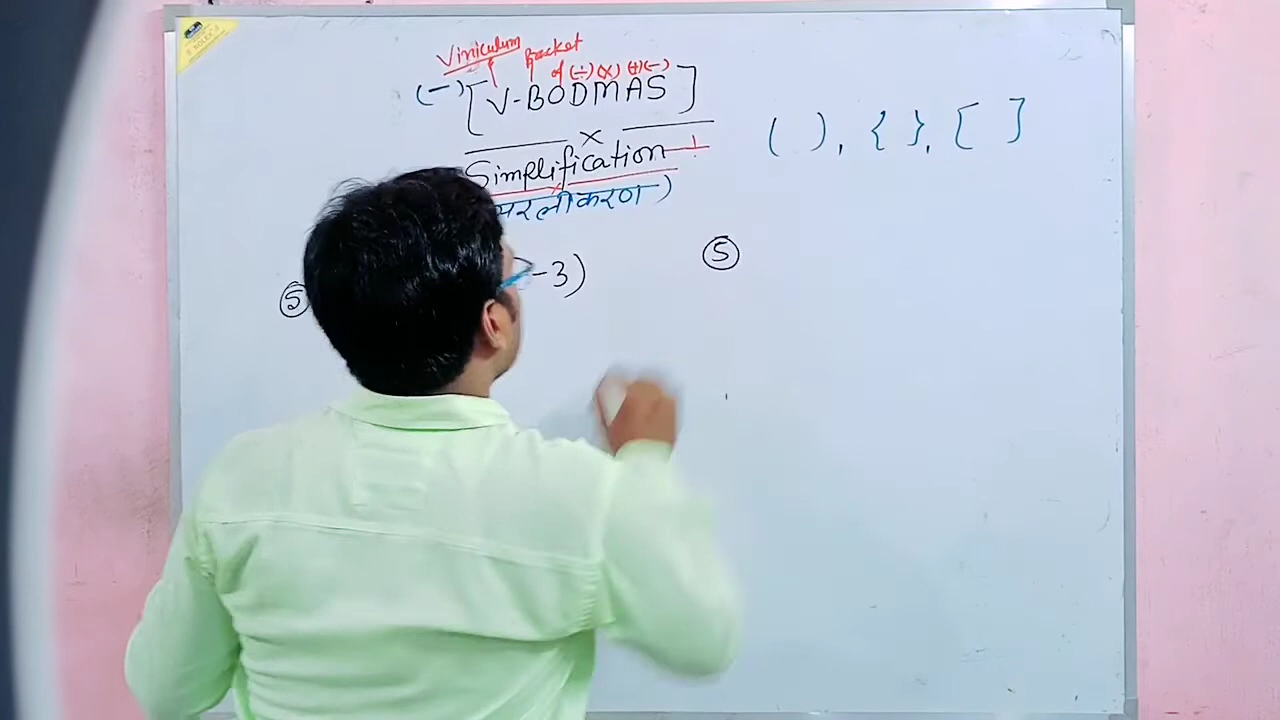 Viniculum Bracket
of (÷) (×) (+) (−)
(−) [V-BODMAS]
×
Simplification
सरलीकरण)
( ), { }, [ ]
⑤ −3)
⑤